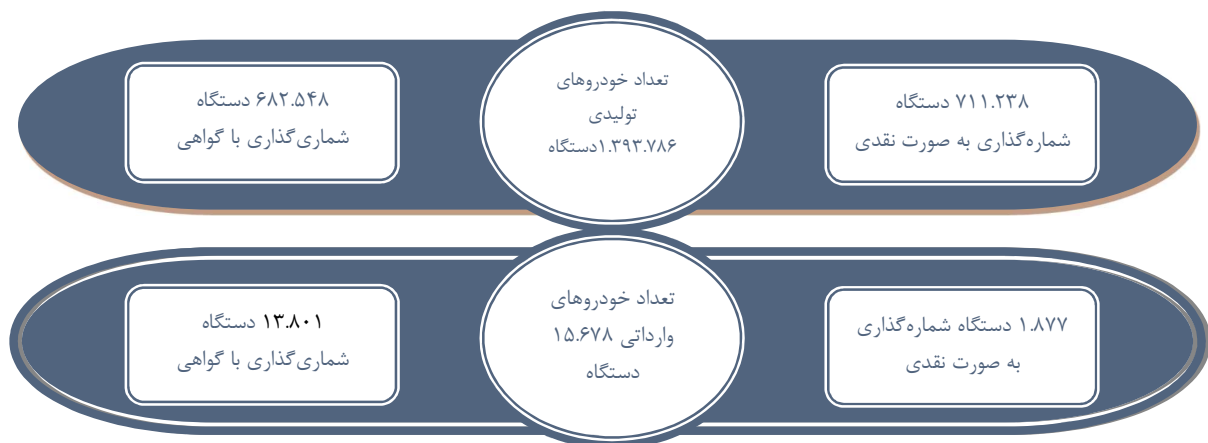 ۷۱۱.۲۳۸ دستگاه
شماره‌گذاری به صورت نقدی
تعداد خودروهای
تولیدی
۱.۳۹۳.۷۸۶دستگاه
۶۸۲.۵۴۸ دستگاه
شماری‌گذاری با گواهی
۱.۸۷۷ دستگاه شماره‌گذاری
به صورت نقدی
تعداد خودروهای
وارداتی ۱۵.۶۷۸
دستگاه
۱۳.۸۰۱ دستگاه
شماری‌گذاری با گواهی